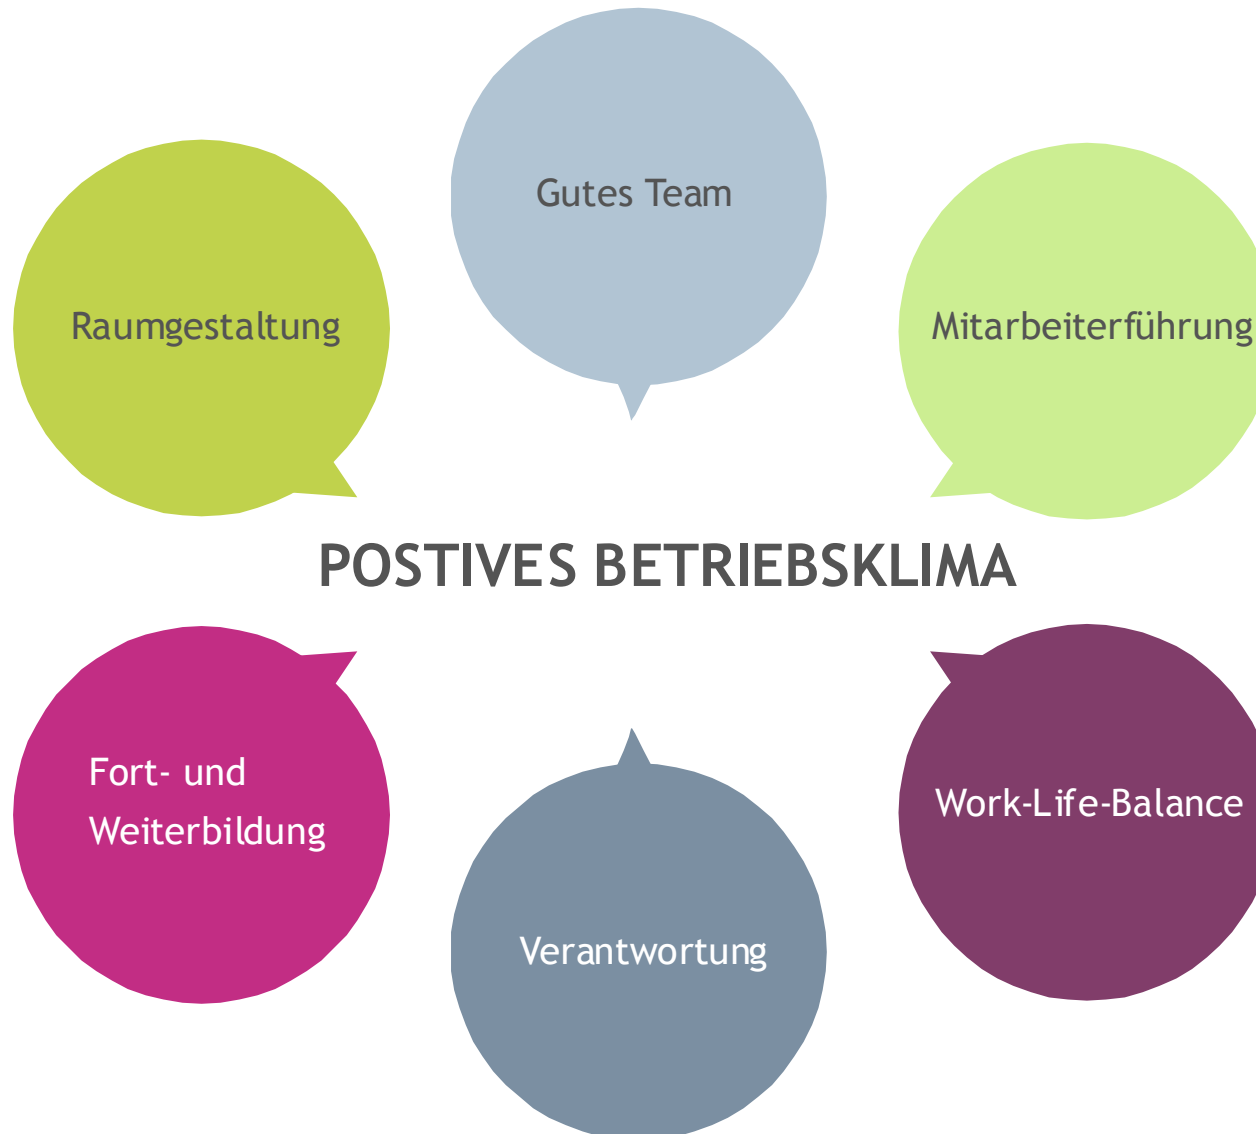 Gutes Team
Raumgestaltung
Mitarbeiterführung
POSTIVES BETRIEBSKLIMA
Fort- und
Weiterbildung
Work-Life-Balance
Verantwortung